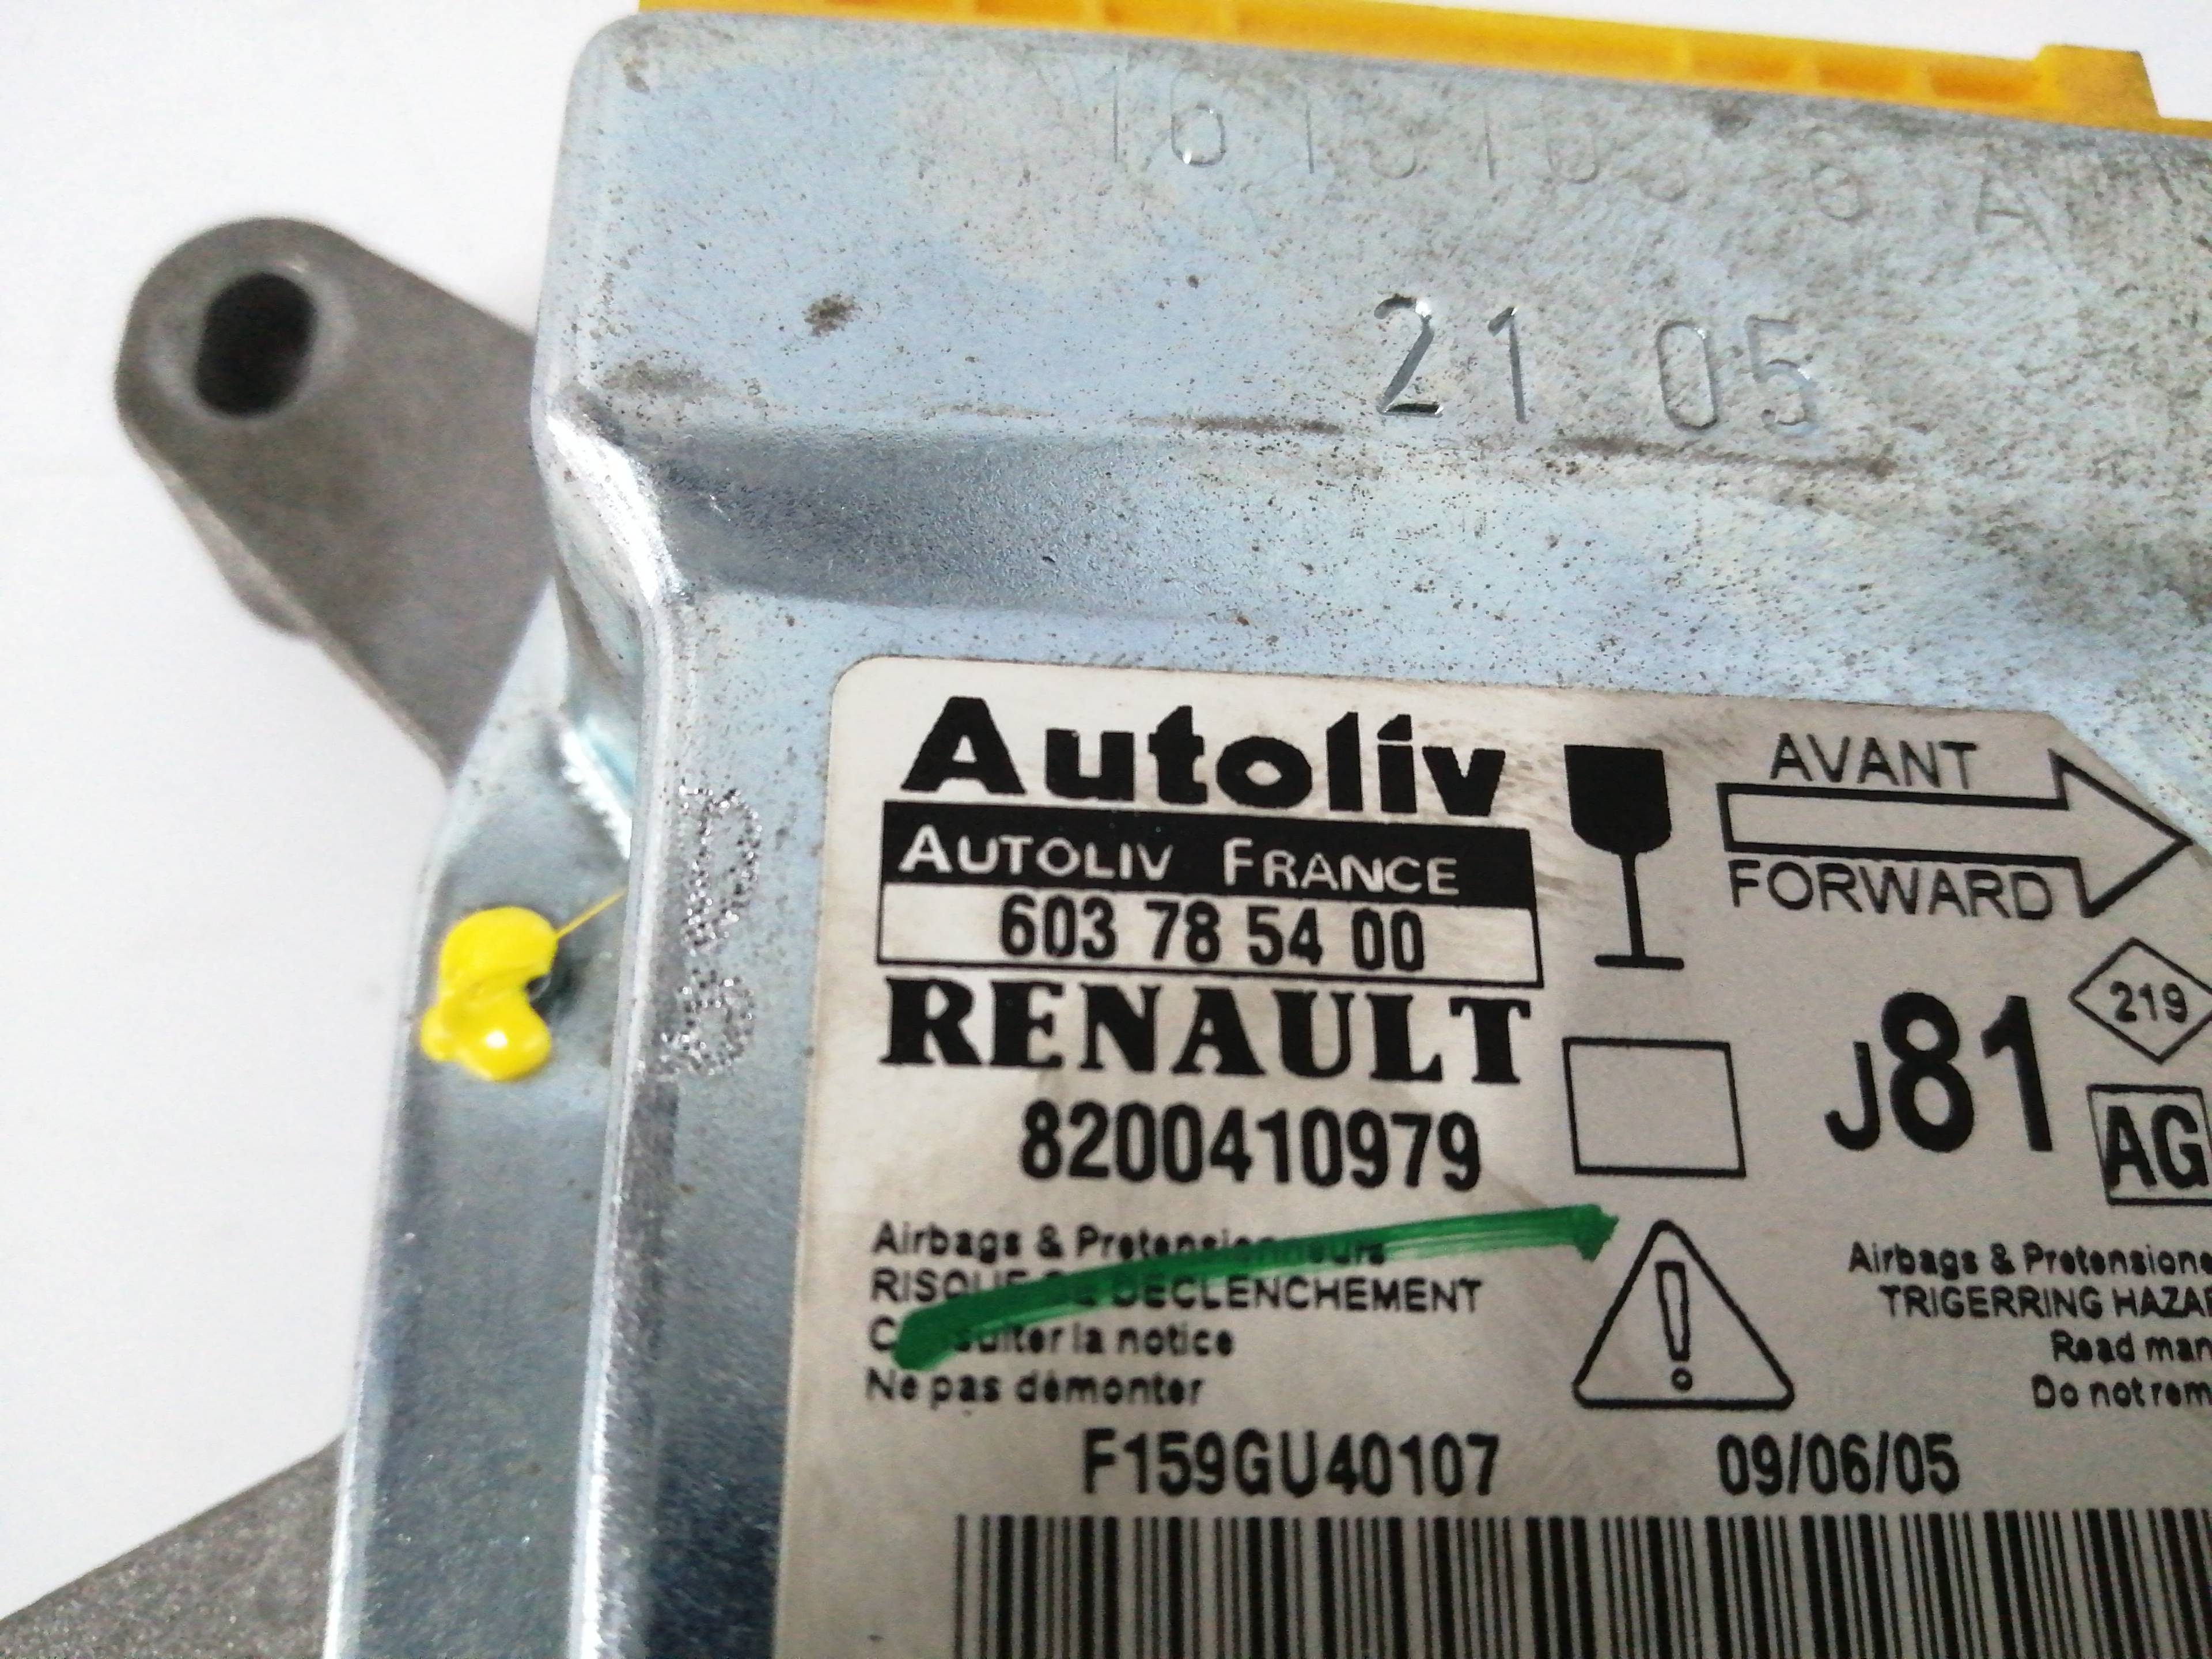 21 05
Autoliv
AUTOLIV FRANCE
603 78 54 00
RENAULT
8200410979
AVANT
FORWARD
219
J81
AG
Airbags & Pretensionneurs
RISQUE DE DECLENCHEMENT
Consulter la notice
Ne pas démonter
Airbags & Pretensione
TRIGERRING HAZAR
Read man
Do not rem
F159GU40107 09/06/05